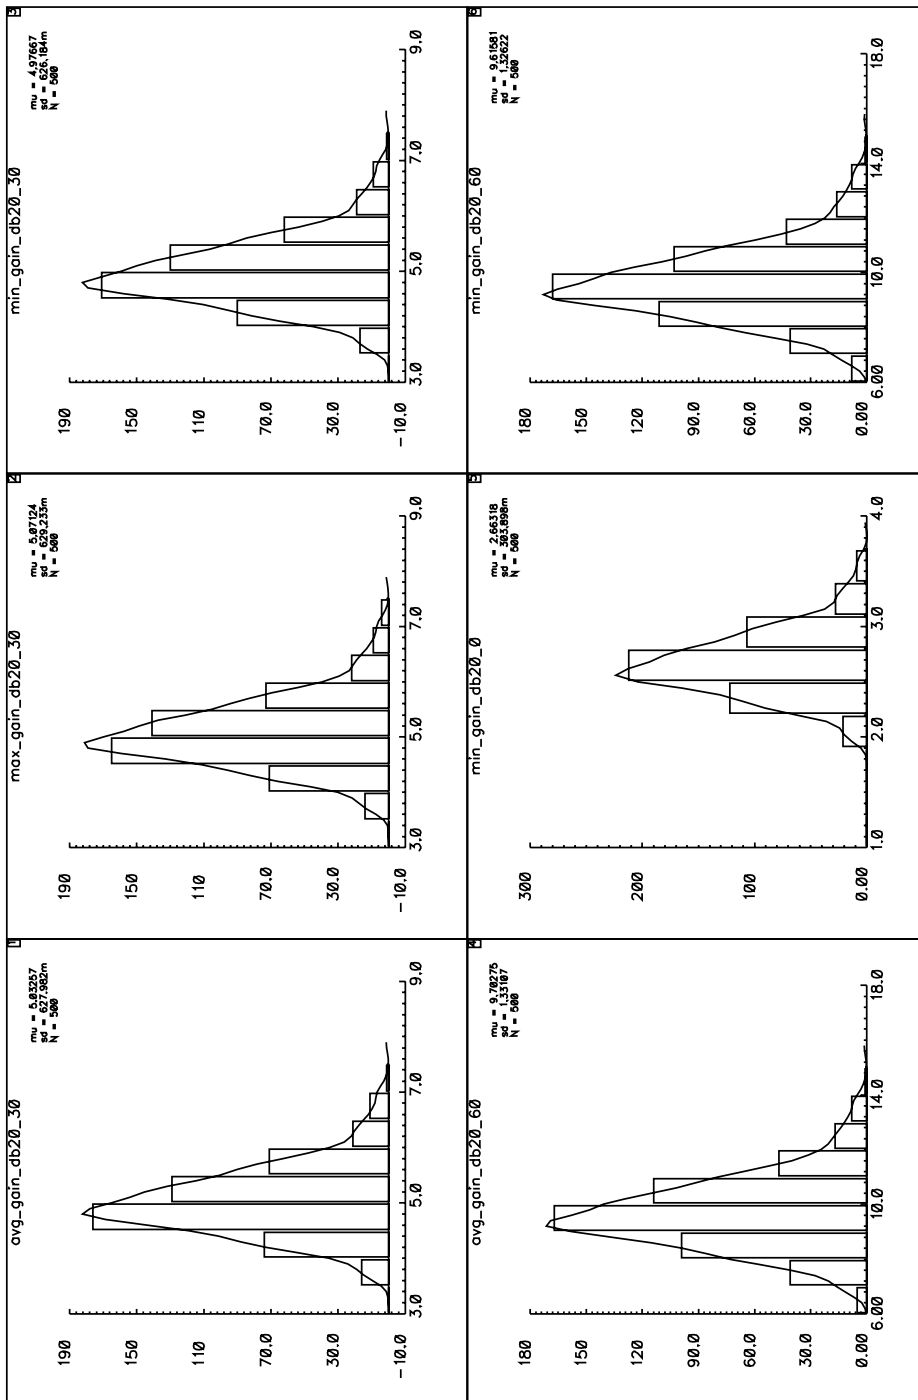 1
avg_gain_db20_30
mu = 5.03257
sd = 627.982m
N = 500
190
150
110
70.0
30.0
-10.0
3.0
5.0
7.0
9.0
2
max_gain_db20_30
mu = 5.07124
sd = 629.233m
N = 500
190
150
110
70.0
30.0
-10.0
3.0
5.0
7.0
9.0
3
min_gain_db20_30
mu = 4.97667
sd = 626.184m
N = 500
190
150
110
70.0
30.0
-10.0
3.0
5.0
7.0
9.0
4
avg_gain_db20_60
mu = 9.70275
sd = 1.33107
N = 500
180
150
120
90.0
60.0
30.0
0.00
6.00
10.0
14.0
18.0
5
min_gain_db20_0
mu = 2.66318
sd = 303.898m
N = 500
300
200
100
0.00
1.0
2.0
3.0
4.0
6
min_gain_db20_60
mu = 9.61581
sd = 1.32622
N = 500
180
150
120
90.0
60.0
30.0
0.00
6.00
10.0
14.0
18.0